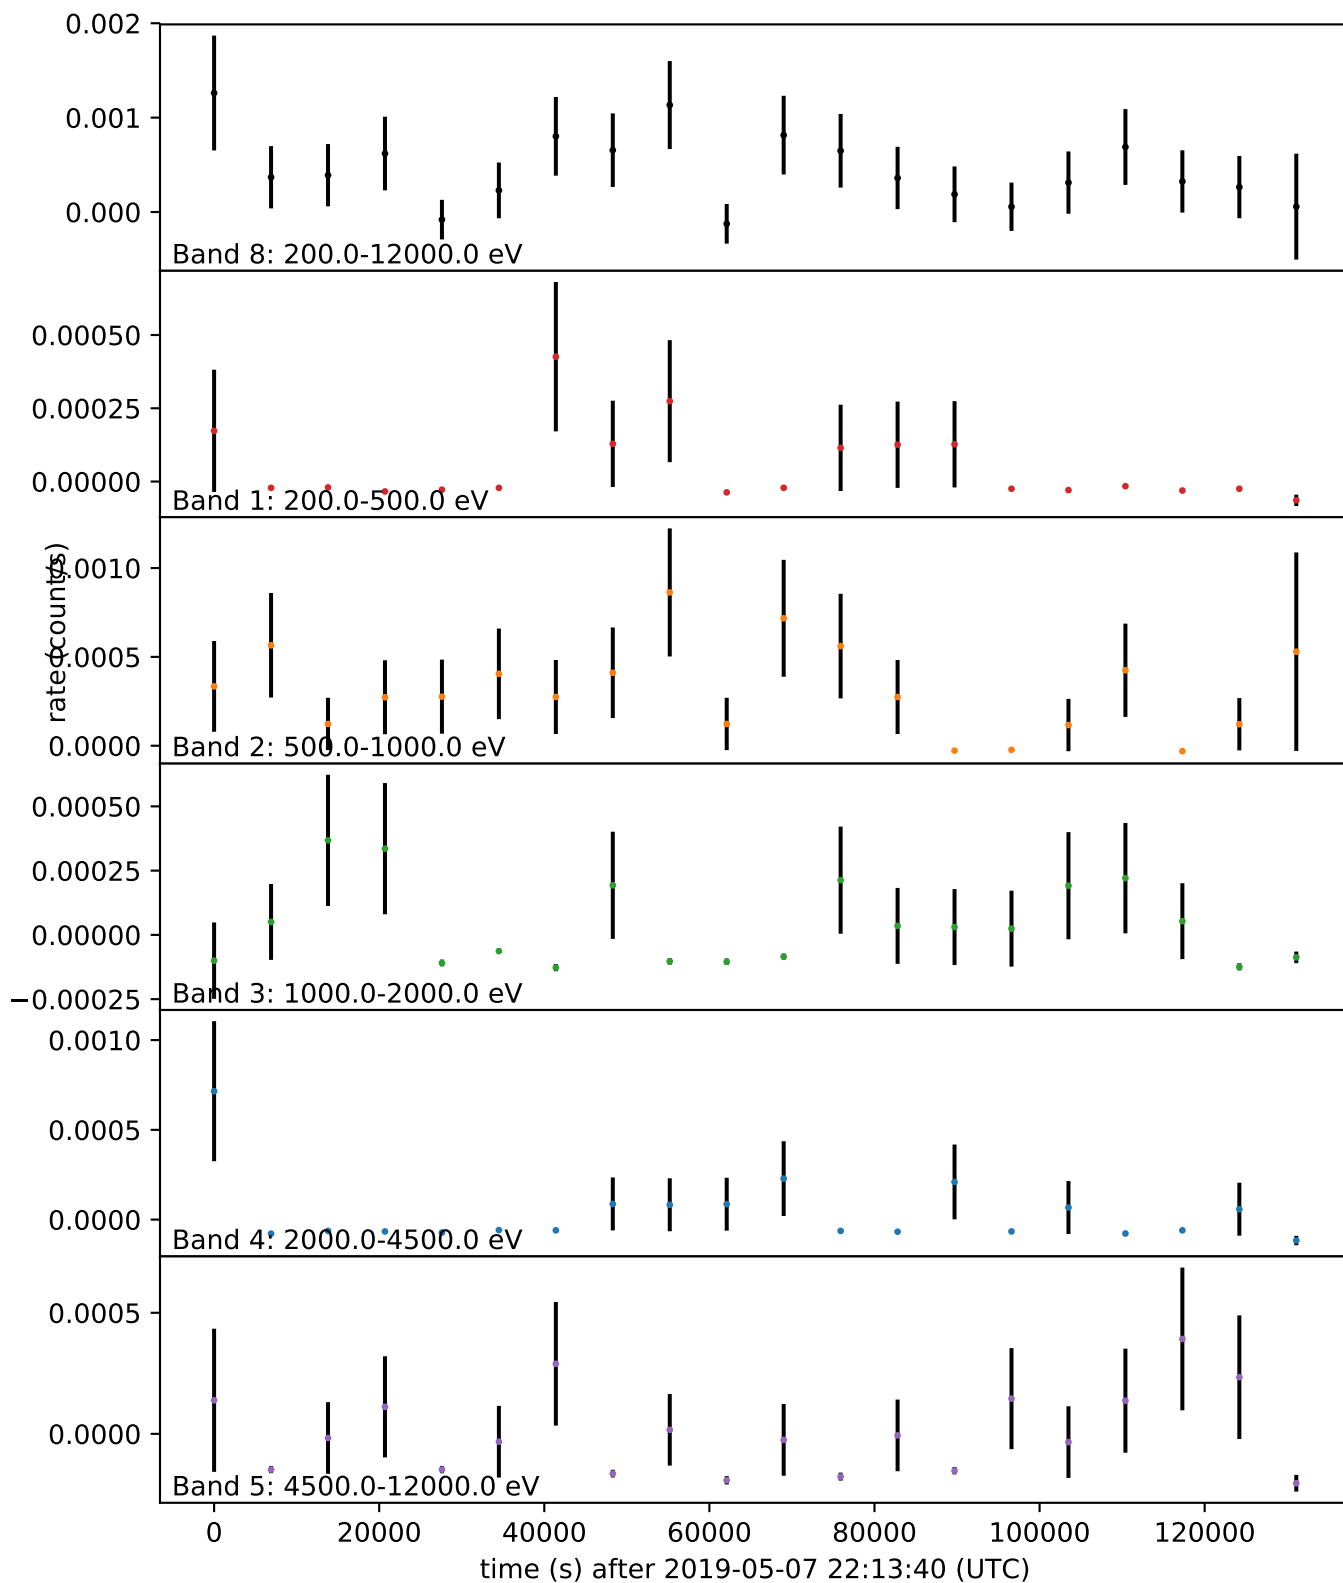 0.002
0.001
0.000
Band 8: 200.0-12000.0 eV
0.00050
0.00025
0.00000
Band 1: 200.0-500.0 eV
rate (count/s)
0.0010
0.0005
0.0000
Band 2: 500.0-1000.0 eV
0.00050
0.00025
0.00000
−0.00025
Band 3: 1000.0-2000.0 eV
0.0010
0.0005
0.0000
Band 4: 2000.0-4500.0 eV
0.0005
0.0000
Band 5: 4500.0-12000.0 eV
0 20000 40000 60000 80000 100000 120000
time (s) after 2019-05-07 22:13:40 (UTC)